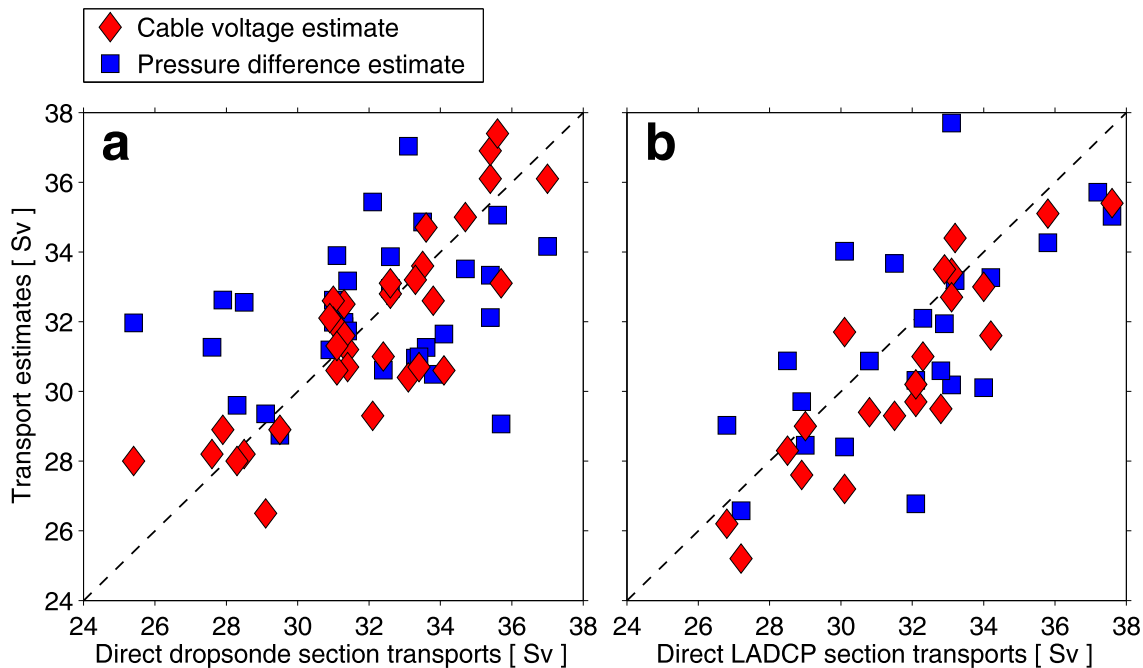 Cable voltage estimate
Pressure difference estimate
a
b
Transport estimates [ Sv ]
38
36
34
32
30
28
26
24
24 26 28 30 32 34 36 38
24 26 28 30 32 34 36 38
Direct dropsonde section transports [ Sv ]
Direct LADCP section transports [ Sv ]